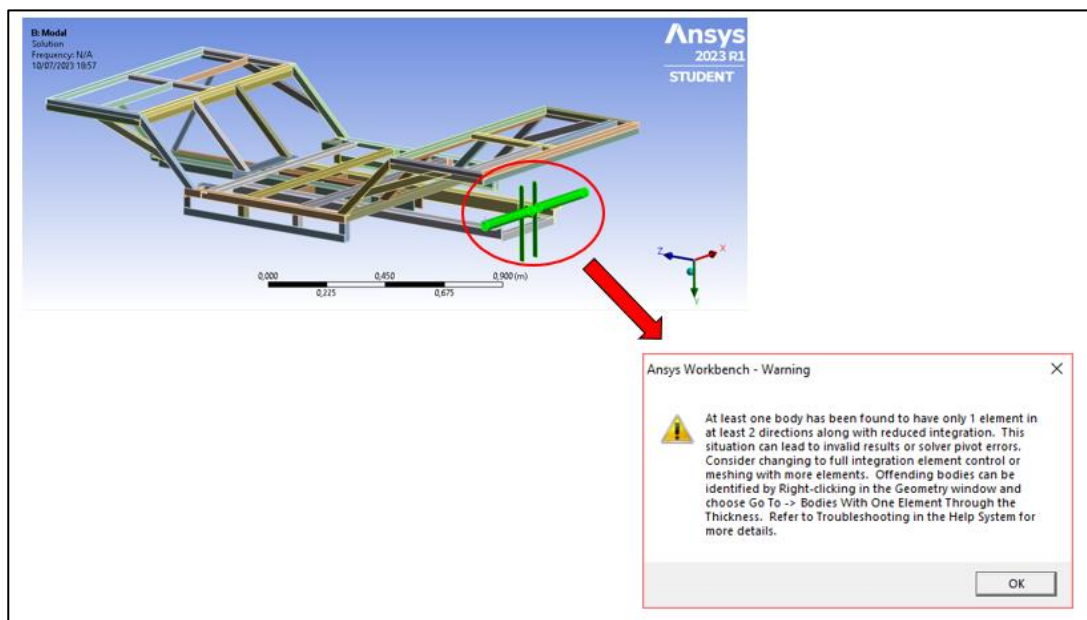 B: Modal
Solution
Frequency: N/A
10/07/2023 18:57
Ansys
2023 R1
STUDENT
Z
X
Y
0,000
0,450
0,900 (m)
0,225
0,675
Ansys Workbench - Warning
At least one body has been found to have only 1 element in
at least 2 directions along with reduced integration. This
situation can lead to invalid results or solver pivot errors.
Consider changing to full integration element control or
meshing with more elements. Offending bodies can be
identified by Right-clicking in the Geometry window and
choose Go To -> Bodies With One Element Through the
Thickness. Refer to Troubleshooting in the Help System for
more details.
OK